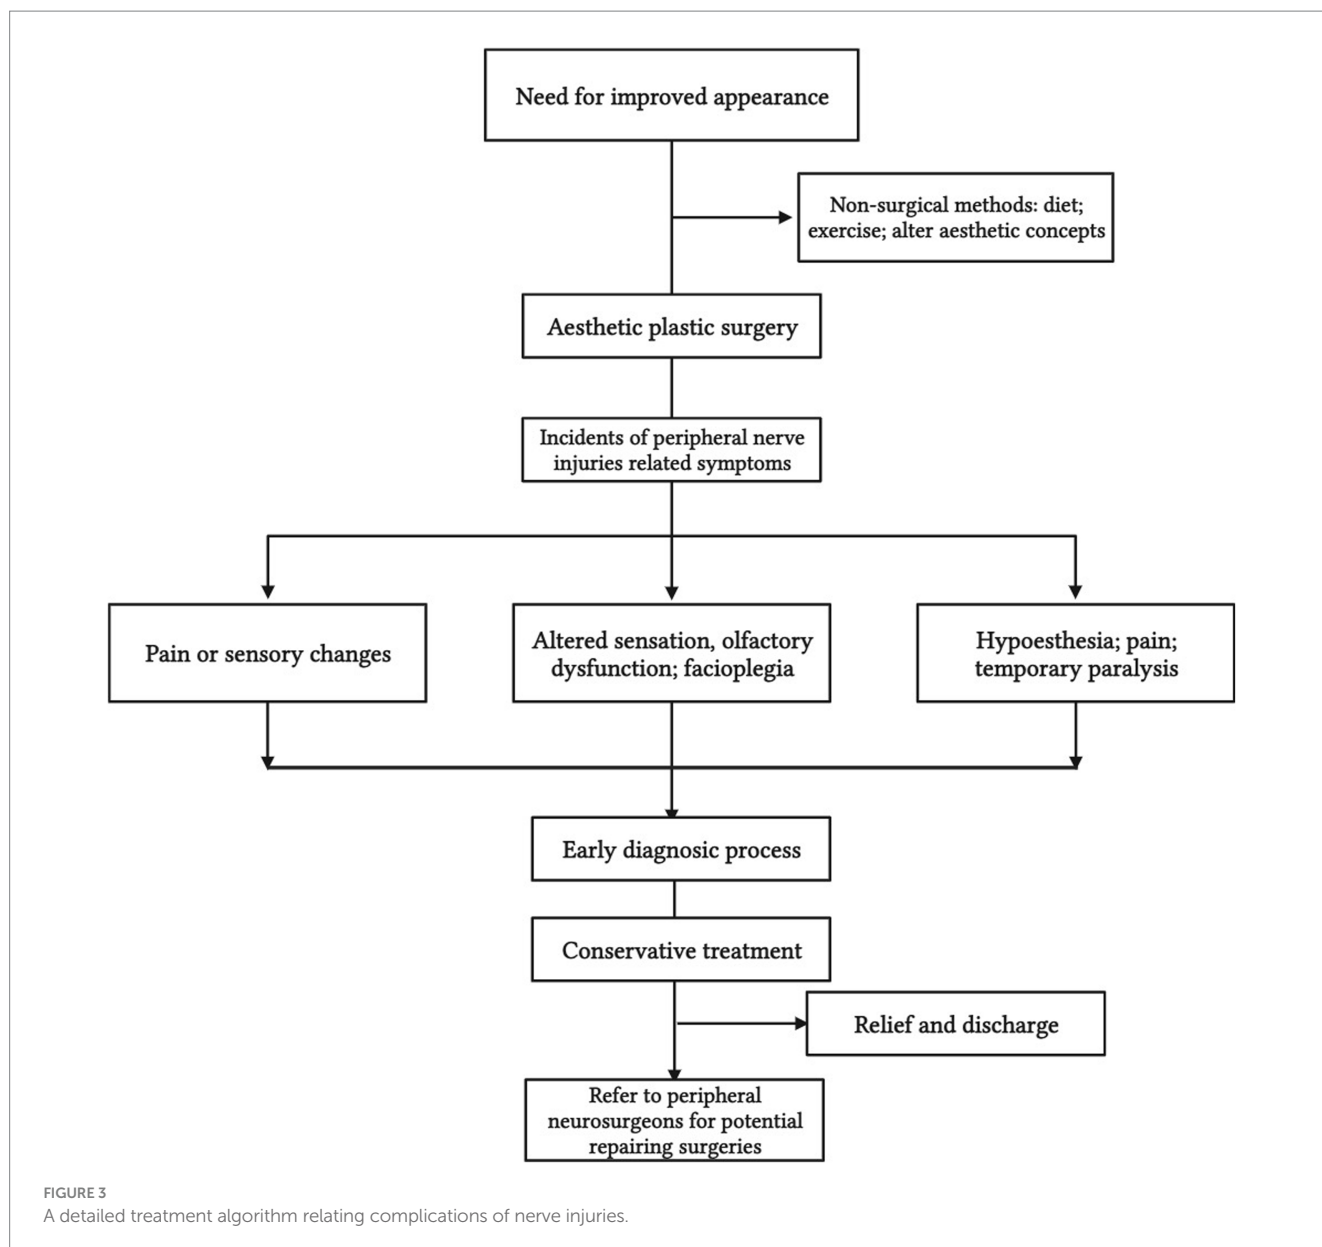 Need for improved appearance
Non-surgical methods: diet;
exercise; alter aesthetic concepts
Aesthetic plastic surgery
Incidents of peripheral nerve
injuries related symptoms
Pain or sensory changes
Altered sensation, olfactory
dysfunction; facioplegia
Hypoesthesia; pain;
temporary paralysis
Early diagnosic process
Conservative treatment
Relief and discharge
Refer to peripheral
neurosurgeons for potential
repairing surgeries
FIGURE 3
A detailed treatment algorithm relating complications of nerve injuries.